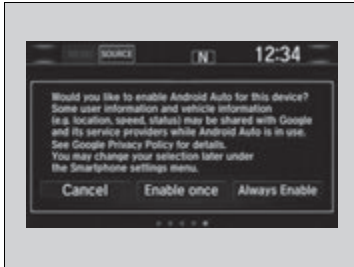 SOURCE
N
12:34
Would you like to enable Android Auto for this device?
Some user information and vehicle information
(e.g. location, speed, status) may be shared with Google
and its service providers while Android Auto is in use.
See Google Privacy Policy for details.
You may change your selection later under
the Smartphone settings menu.
Cancel Enable once Always Enable